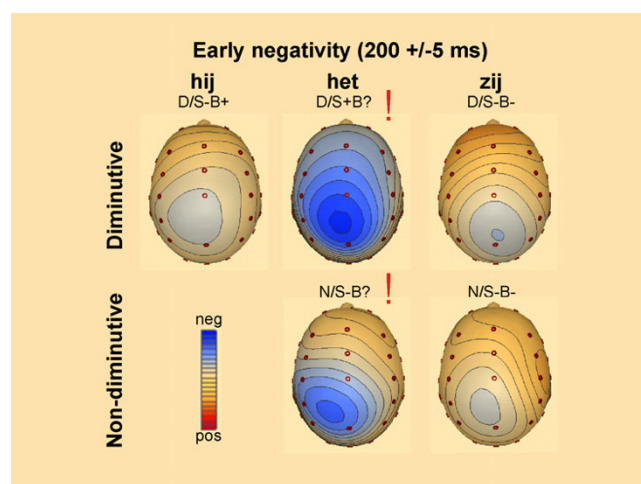 Early negativity (200 +/-5 ms)
hij het zij
D/S-B+ D/S+B? ! D/S-B-
Diminutive
!
N/S-B? N/S-B-
Non-diminutive
neg
pos